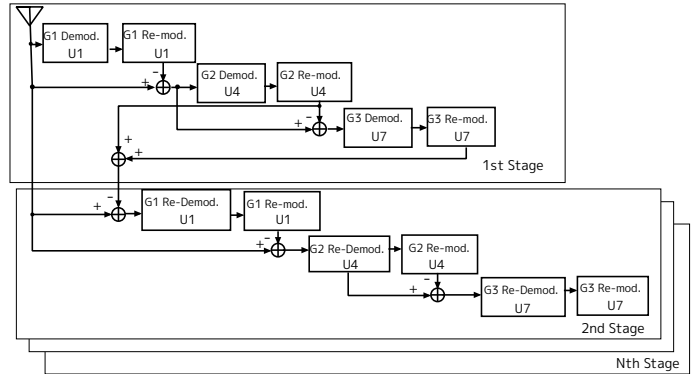 G1 Demod.
U1
G1 Re-mod.
U1
G2 Demod.
U4
G2 Re-mod.
U4
G3 Demod.
U7
G3 Re-mod.
U7
-
+
-
+
+
+
1st Stage
G1 Re-Demod.
U1
G1 Re-mod.
U1
G2 Re-Demod.
U4
G2 Re-mod.
U4
G3 Re-Demod.
U7
G3 Re-mod.
U7
-
+
-
+
-
+
2nd Stage
Nth Stage